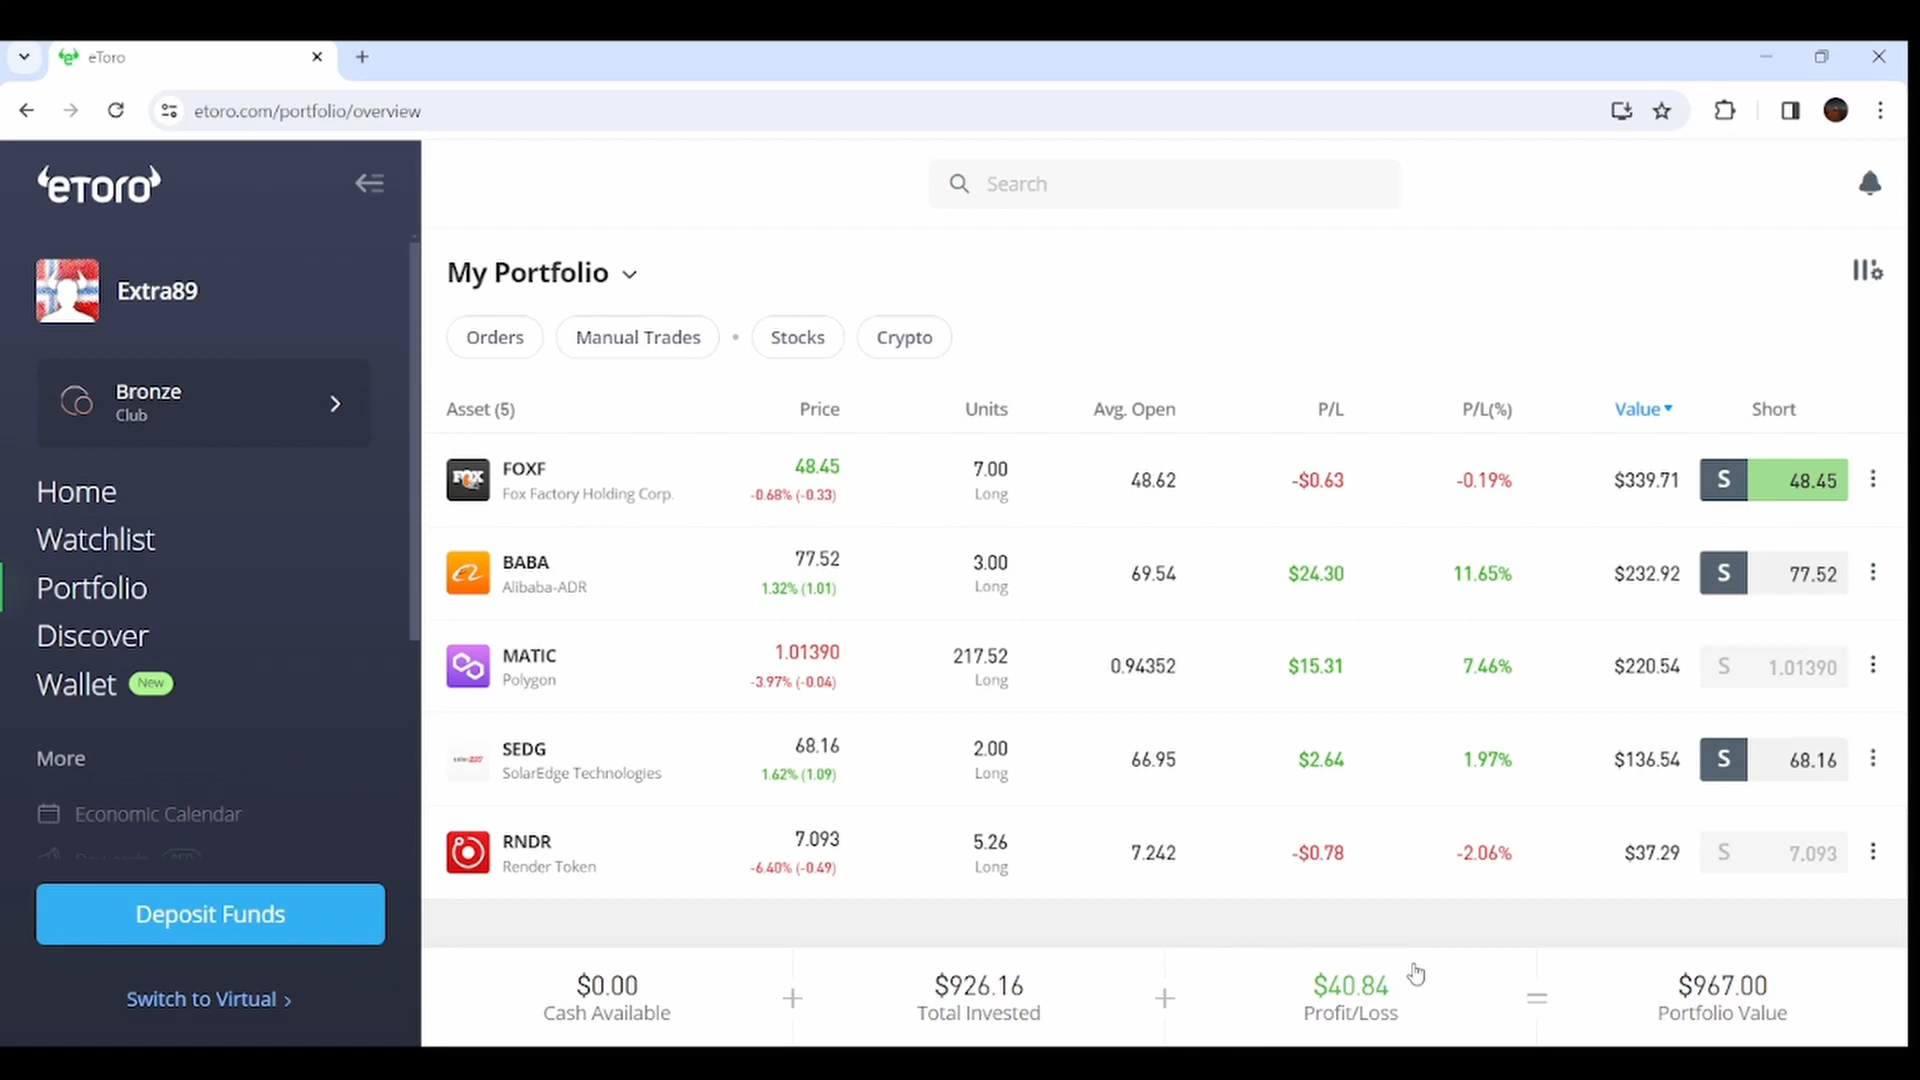 eToro
etoro.com/portfolio/overview
eTORO
Search
Extra89
Bronze
Club
Home
Watchlist
Portfolio
Discover
Wallet New
More
Economic Calendar
Deposit Funds
Switch to Virtual >
My Portfolio
Orders Manual Trades • Stocks Crypto
Asset (5) Price Units Avg. Open P/L P/L(%) Value Short
FOXF 48.45 7.00 48.62 -$0.63 -0.19% $339.71 S 48.45
Fox Factory Holding Corp. -0.68% (-0.33) Long
BABA 77.52 3.00 69.54 $24.30 11.65% $232.92 S 77.52
Alibaba-ADR 1.32% (1.01) Long
MATIC 1.01390 217.52 0.94352 $15.31 7.46% $220.54 S 1.01390
Polygon -3.97% (-0.04) Long
SEDG 68.16 2.00 66.95 $2.64 1.97% $136.54 S 68.16
SolarEdge Technologies 1.62% (1.09) Long
RNDR 7.093 5.26 7.242 -$0.78 -2.06% $37.29 S 7.093
Render Token -6.40% (-0.49) Long
$0.00 + $926.16 + $40.84 = $967.00
Cash Available Total Invested Profit/Loss Portfolio Value